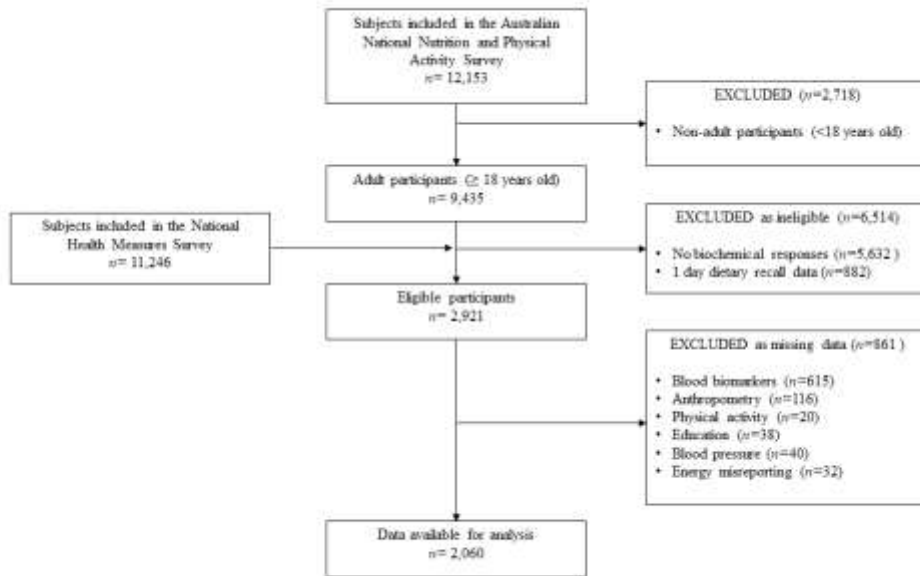 Subjects included in the Australian
National Nutrition and Physical
Activity Survey
n= 12,153
EXCLUDED (n=2,718)
• Non-adult participants (<18 years old)
Adult participants (≥ 18 years old)
n= 9,435
Subjects included in the National
Health Measures Survey
n= 11,246
EXCLUDED as ineligible (n=6,514)
• No biochemical responses (n=5,632 )
• 1 day dietary recall data (n=882)
Eligible participants
n= 2,921
EXCLUDED as missing data (n=861 )
• Blood biomarkers (n=615)
• Anthropometry (n=116)
• Physical activity (n=20)
• Education (n=38)
• Blood pressure (n=40)
• Energy misreporting (n=32)
Data available for analysis
n= 2,060